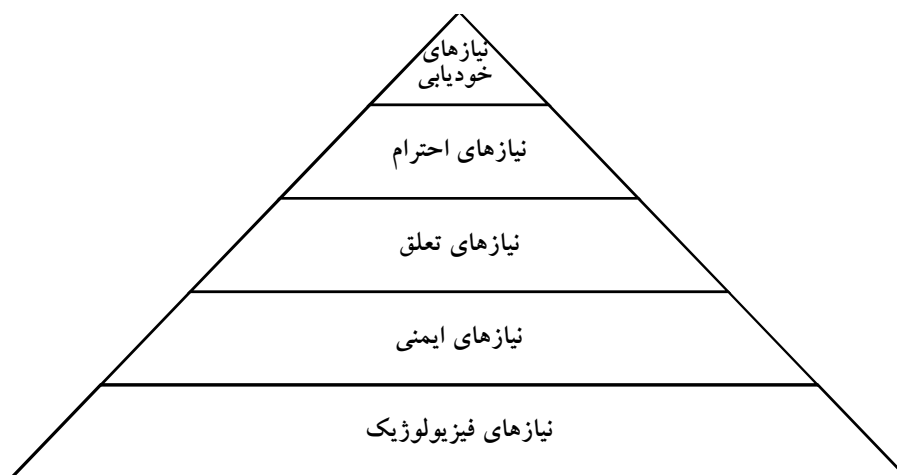 نیازهای
خودیابی
نیازهای احترام
نیازهای تعلق
نیازهای ایمنی
نیازهای فیزیولوژیک